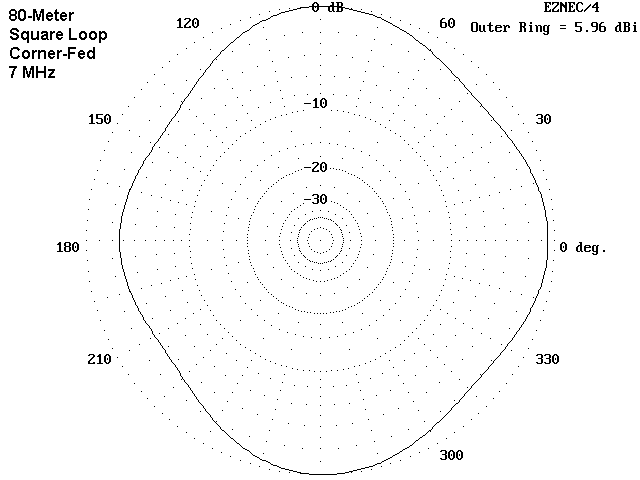 80-Meter
Square Loop
Corner-Fed
7 MHz
0 dB
EZNEC/4
Outer Ring = 5.96 dBi
120
60
-10
150
30
-20
-30
180
0 deg.
210
330
300